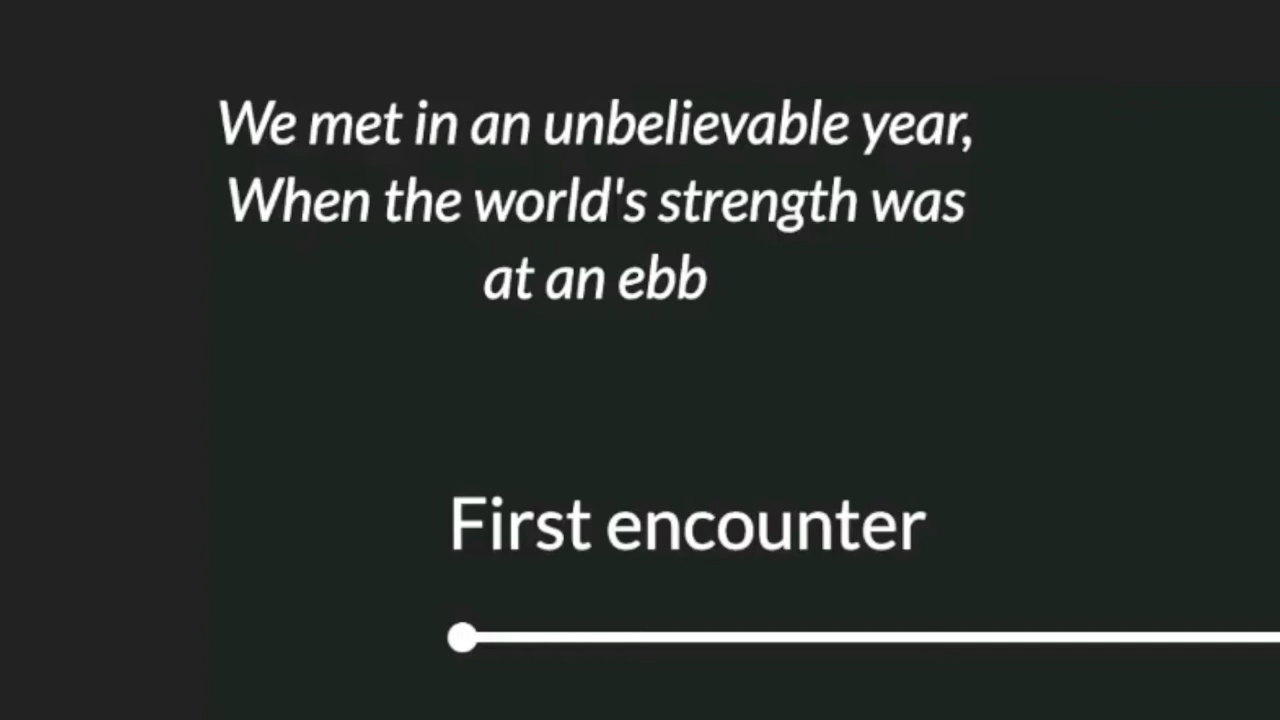 We met in an unbelievable year,
When the world's strength was
at an ebb
First encounter